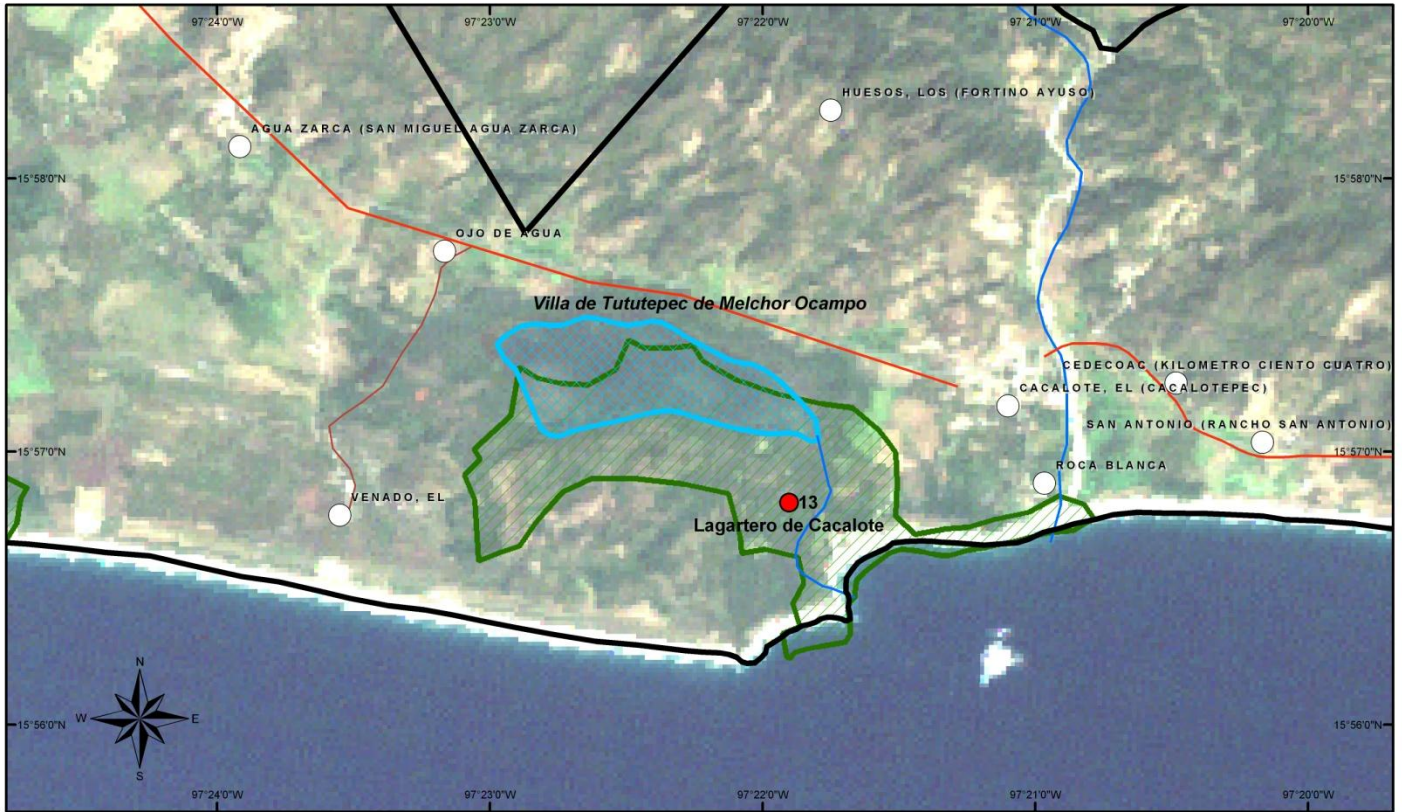 97°24'0"W
97°23'0"W
97°22'0"W
97°21'0"W
97°20'0"W
HUESOS, LOS (FORTINO AYUSO)
AGUA ZARCA (SAN MIGUEL AGUA ZARCA)
15°58'0"N
15°58'0"N
OJO DE AGUA
Villa de Tututepec de Melchor Ocampo
CEDECOAC (KILOMETRO CIENTO CUATRO)
CACALOTE, EL (CACALOTEPEC)
SAN ANTONIO (RANCHO SAN ANTONIO)
15°57'0"N
15°57'0"N
ROCA BLANCA
VENADO, EL
13
Lagartero de Cacalote
N
W
E
S
15°56'0"N
15°56'0"N
97°24'0"W
97°23'0"W
97°22'0"W
97°21'0"W
97°20'0"W